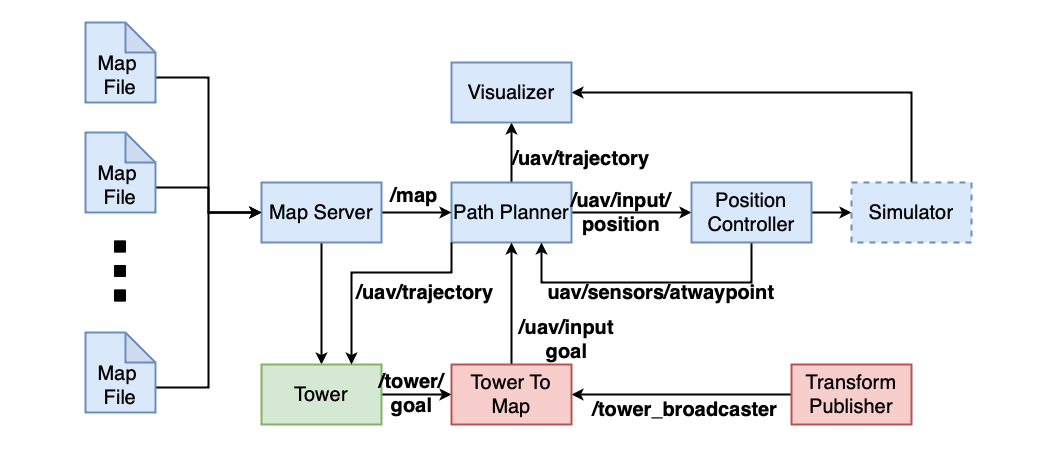 Map
File
Visualizer
/uav/trajectory
Map
File
/map
Map Server
Path Planner
/uav/input/
position
Position
Controller
Simulator
/uav/trajectory
uav/sensors/atwaypoint
/uav/input
goal
Map
File
Tower
/tower/
goal
Tower To
Map
/tower_broadcaster
Transform
Publisher